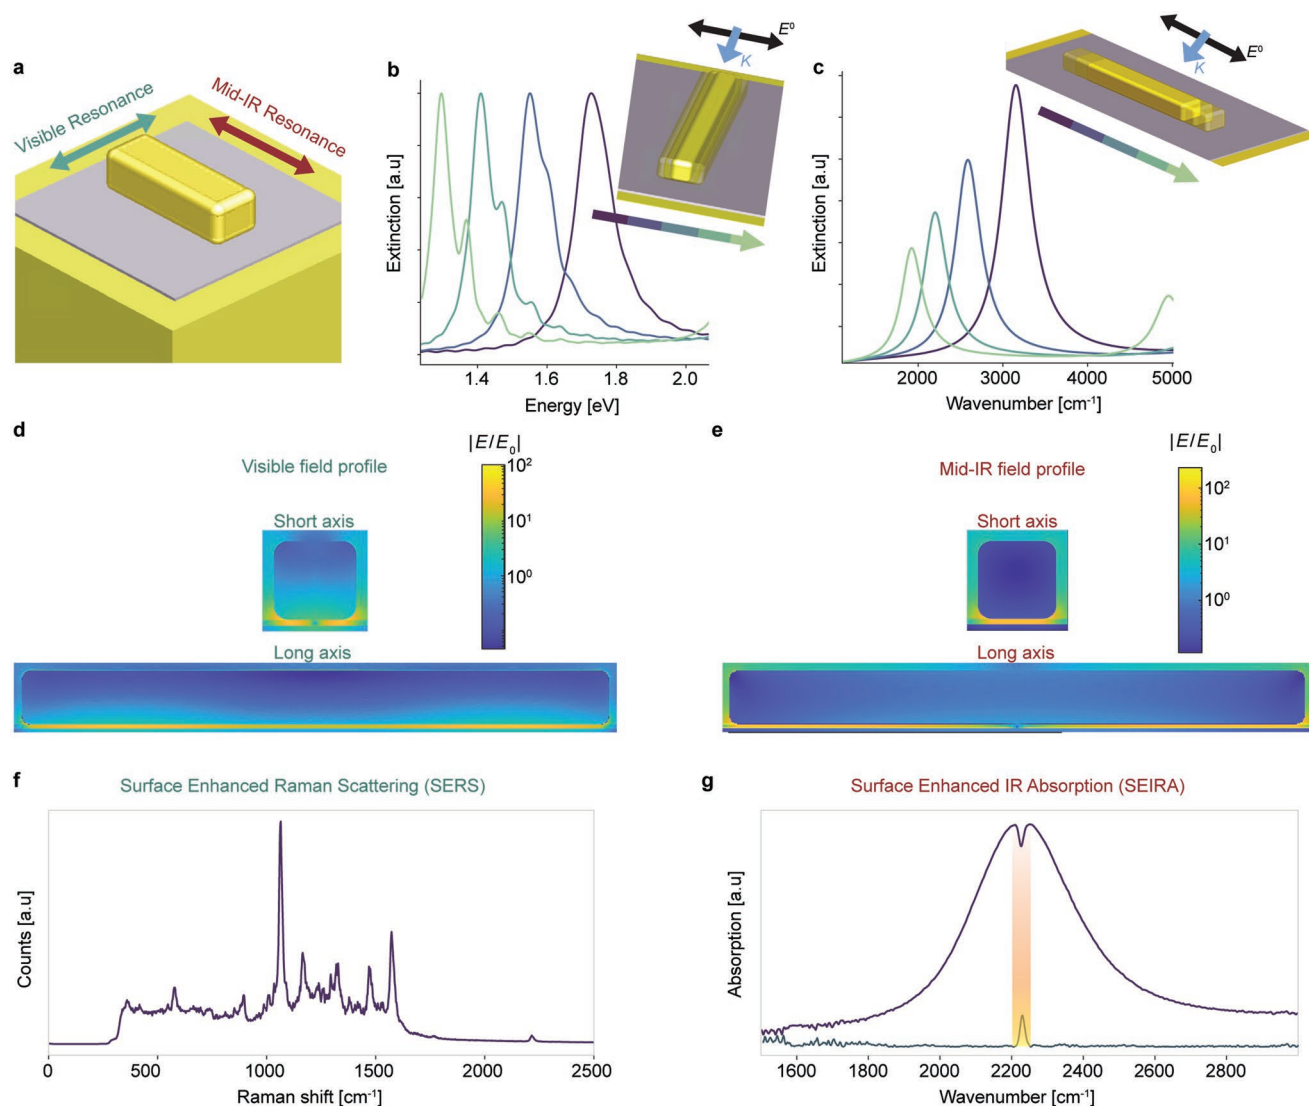 a
Visible Resonance
Mid-IR Resonance
b
E⁰
K
Extinction [a.u]
1.4 1.6 1.8 2.0
Energy [eV]
c
E⁰
K
Extinction [a.u]
2000 3000 4000 5000
Wavenumber [cm⁻¹]
d
Visible field profile
|E/E₀|
10²
10¹
10⁰
Short axis
Long axis
e
Mid-IR field profile
|E/E₀|
10²
10¹
10⁰
Short axis
Long axis
f
Surface Enhanced Raman Scattering (SERS)
Counts [a.u]
0 500 1000 1500 2000 2500
Raman shift [cm⁻¹]
g
Surface Enhanced IR Absorption (SEIRA)
Absorption [a.u]
1600 1800 2000 2200 2400 2600 2800
Wavenumber [cm⁻¹]